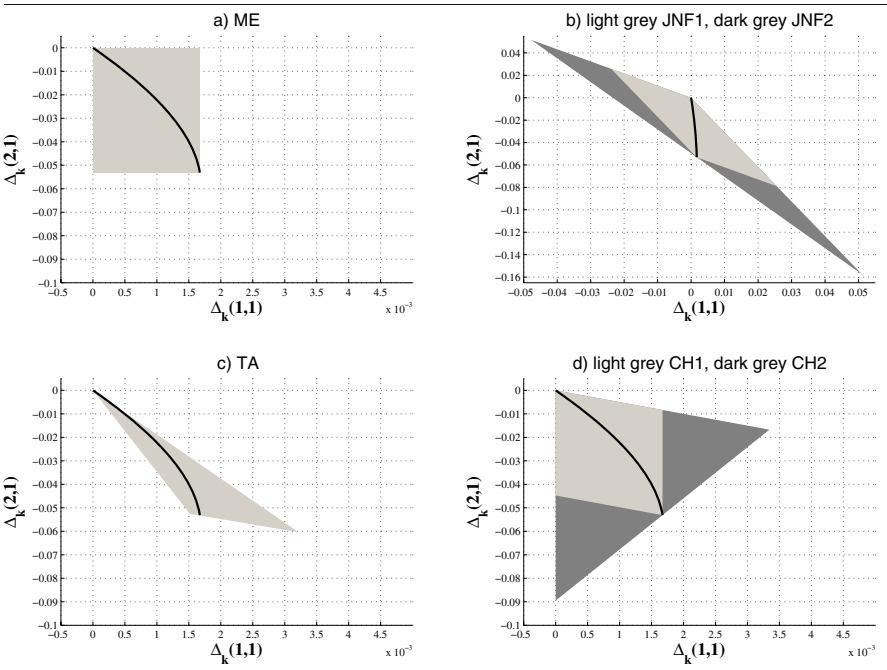 a) ME
0
−0.01
−0.02
−0.03
−0.04
−0.05
−0.06
−0.07
−0.08
−0.09
−0.1
Δk(2,1)
−0.5 0 0.5 1 1.5 2 2.5 3 3.5 4 4.5
x 10⁻³
Δk(1,1)
b) light grey JNF1, dark grey JNF2
0.04
0.02
0
−0.02
−0.04
−0.06
−0.08
−0.1
−0.12
−0.14
−0.16
Δk(2,1)
−0.05 −0.04 −0.03 −0.02 −0.01 0 0.01 0.02 0.03 0.04 0.05
Δk(1,1)
c) TA
0
−0.01
−0.02
−0.03
−0.04
−0.05
−0.06
−0.07
−0.08
−0.09
−0.1
Δk(2,1)
−0.5 0 0.5 1 1.5 2 2.5 3 3.5 4 4.5
x 10⁻³
Δk(1,1)
d) light grey CH1, dark grey CH2
0
−0.01
−0.02
−0.03
−0.04
−0.05
−0.06
−0.07
−0.08
−0.09
−0.1
Δk(2,1)
−0.5 0 0.5 1 1.5 2 2.5 3 3.5 4 4.5
x 10⁻³
Δk(1,1)